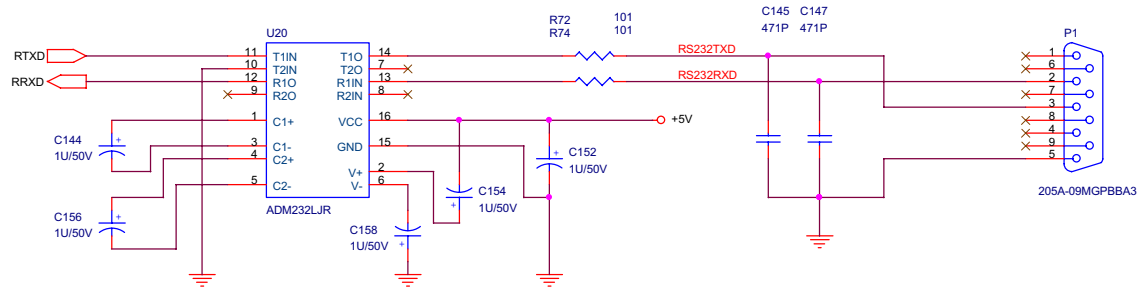 C145 C147
471P 471P
R72 101
R74 101
U20
P1
RTXD
11 T1IN T1O 14
RS232TXD
1
10 T2IN T2O 7
6
RRXD
12 R1O R1IN 13
RS232RXD
2
9 R2O R2IN 8
7
3
1 C1+ VCC 16
+5V
8
4
C144
1U/50V
+
3 C1- GND 15
9
4 C2+
C152
1U/50V
+
5
2 V+
5 C2- V- 6
C154
1U/50V
+
205A-09MGPBBA3
ADM232LJR
C156
1U/50V
+
C158
1U/50V
+